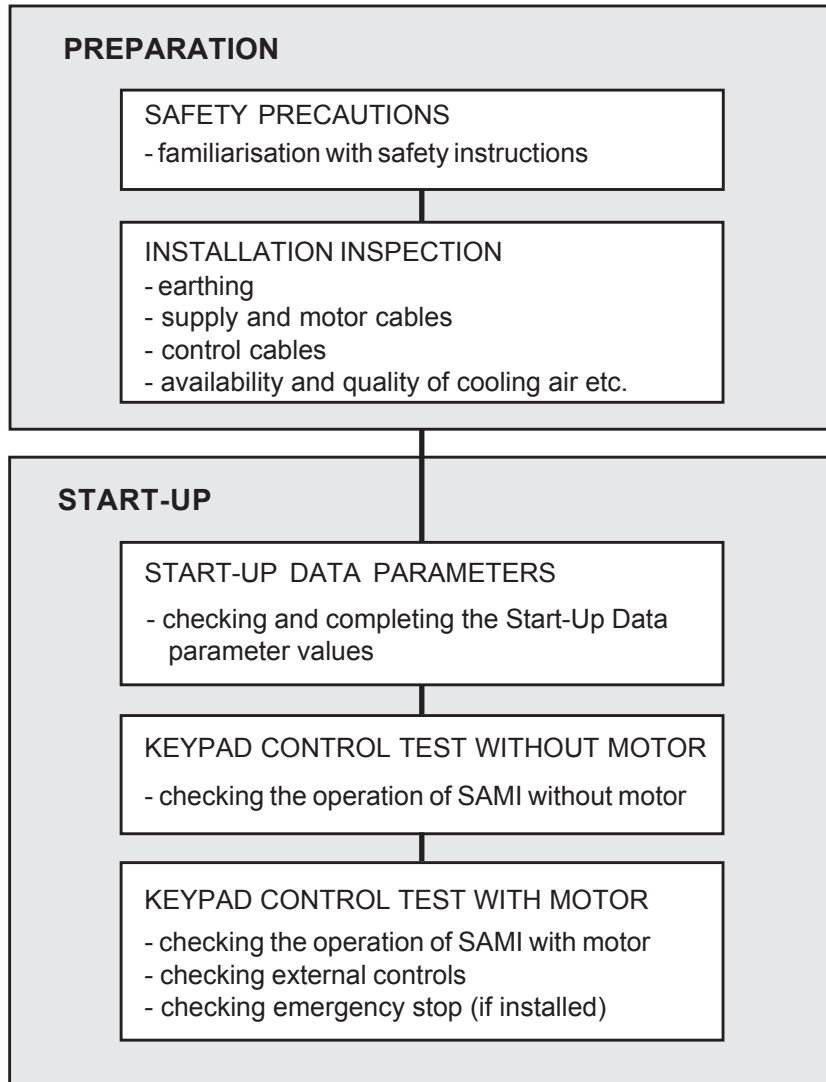 PREPARATION
SAFETY PRECAUTIONS
- familiarisation with safety instructions
INSTALLATION INSPECTION
- earthing
- supply and motor cables
- control cables
- availability and quality of cooling air etc.
START-UP
START-UP DATA PARAMETERS
- checking and completing the Start-Up Data
parameter values
KEYPAD CONTROL TEST WITHOUT MOTOR
- checking the operation of SAMI without motor
KEYPAD CONTROL TEST WITH MOTOR
- checking the operation of SAMI with motor
- checking external controls
- checking emergency stop (if installed)